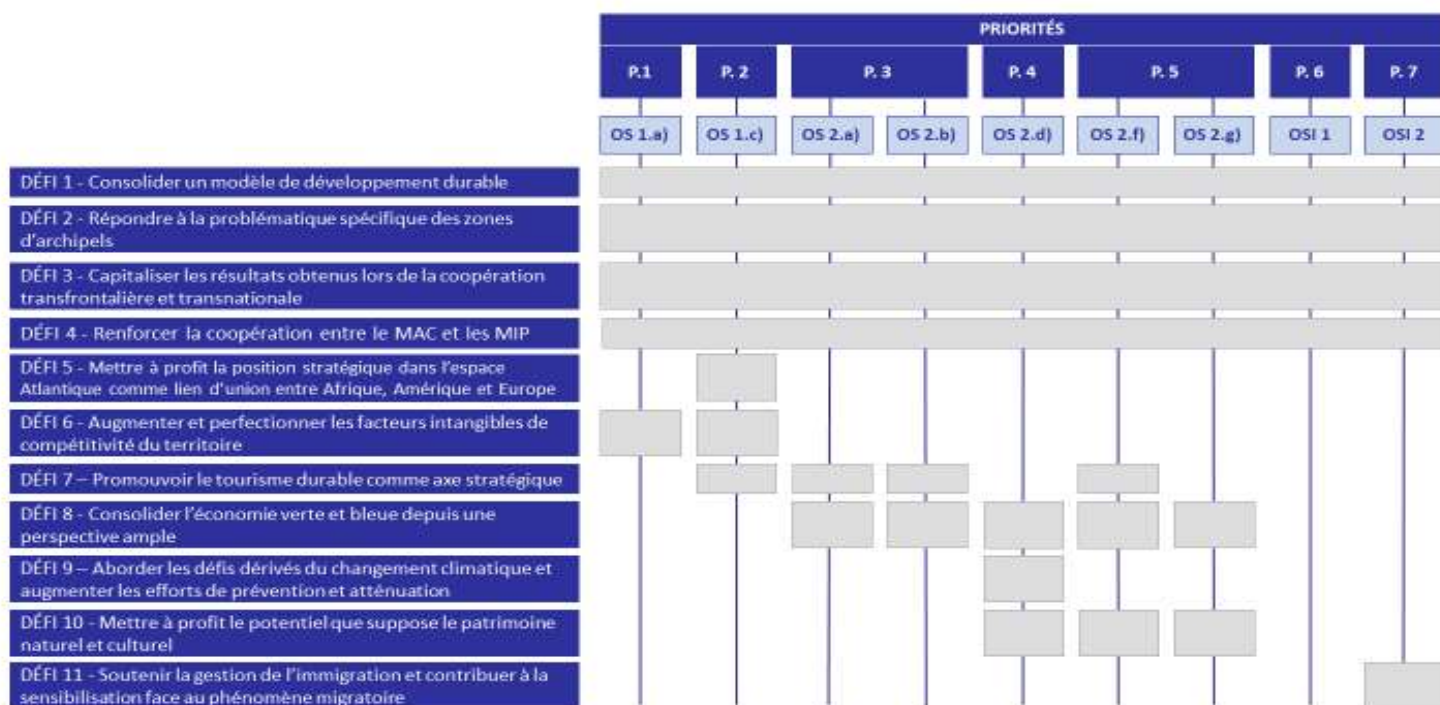 PRIORITÉS
P.1 P. 2 P. 3 P. 4 P. 5 P. 6 P. 7
OS 1.a) OS 1.c) OS 2.a) OS 2.b) OS 2.d) OS 2.f) OS 2.g) OSI 1 OSI 2
DÉFI 1 - Consolider un modèle de développement durable
DÉFI 2 - Répondre à la problématique spécifique des zones
d'archipels
DÉFI 3 - Capitaliser les résultats obtenus lors de la coopération
transfrontalière et transnationale
DÉFI 4 - Renforcer la coopération entre le MAC et les MIP
DÉFI 5 - Mettre à profit la position stratégique dans l'espace
Atlantique comme lien d'union entre Afrique, Amérique et Europe
DÉFI 6 - Augmenter et perfectionner les facteurs intangibles de
compétitivité du territoire
DÉFI 7 – Promouvoir le tourisme durable comme axe stratégique
DÉFI 8 - Consolider l'économie verte et bleue depuis une
perspective ample
DÉFI 9 – Aborder les défis dérivés du changement climatique et
augmenter les efforts de prévention et atténuation
DÉFI 10 - Mettre à profit le potentiel que suppose le patrimoine
naturel et culturel
DÉFI 11 - Soutenir la gestion de l'immigration et contribuer à la
sensibilisation face au phénomène migratoire